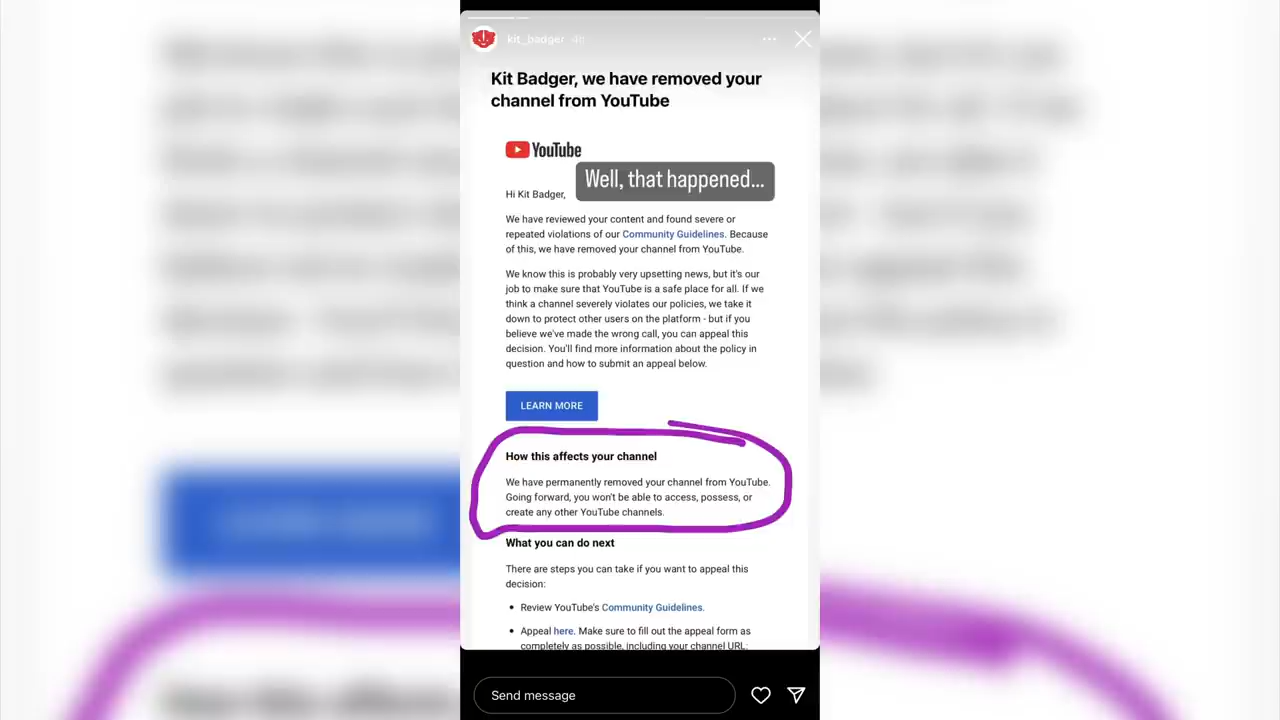 kit_badger 4h
Kit Badger, we have removed your
channel from YouTube
YouTube
Well, that happened...
Hi Kit Badger,
We have reviewed your content and found severe or
repeated violations of our Community Guidelines. Because
of this, we have removed your channel from YouTube.
We know this is probably very upsetting news, but it's our
job to make sure that YouTube is a safe place for all. If we
think a channel severely violates our policies, we take it
down to protect other users on the platform - but if you
believe we've made the wrong call, you can appeal this
decision. You'll find more information about the policy in
question and how to submit an appeal below.
LEARN MORE
How this affects your channel
We have permanently removed your channel from YouTube.
Going forward, you won't be able to access, possess, or
create any other YouTube channels.
What you can do next
There are steps you can take if you want to appeal this
decision:
• Review YouTube's Community Guidelines.
• Appeal here. Make sure to fill out the appeal form as
completely as possible, including your channel URL:
Send message